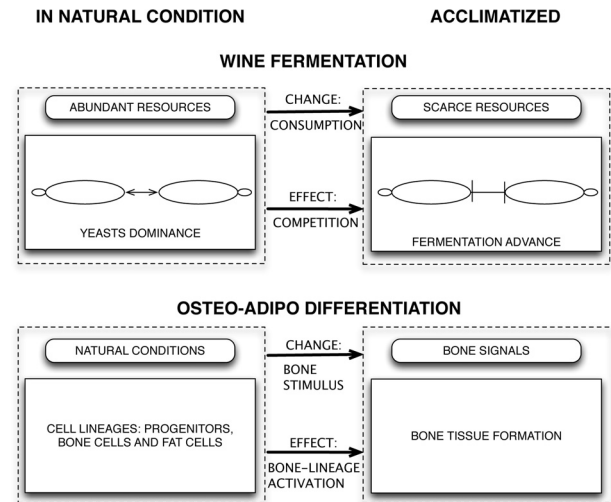 IN NATURAL CONDITION
ACCLIMATIZED
WINE FERMENTATION
ABUNDANT RESOURCES
CHANGE:
CONSUMPTION
SCARCE RESOURCES
EFFECT:
COMPETITION
YEASTS DOMINANCE
FERMENTATION ADVANCE
OSTEO-ADIPO DIFFERENTIATION
NATURAL CONDITIONS
CHANGE:
BONE
STIMULUS
BONE SIGNALS
CELL LINEAGES: PROGENITORS,
BONE CELLS AND FAT CELLS
EFFECT:
BONE-LINEAGE
ACTIVATION
BONE TISSUE FORMATION